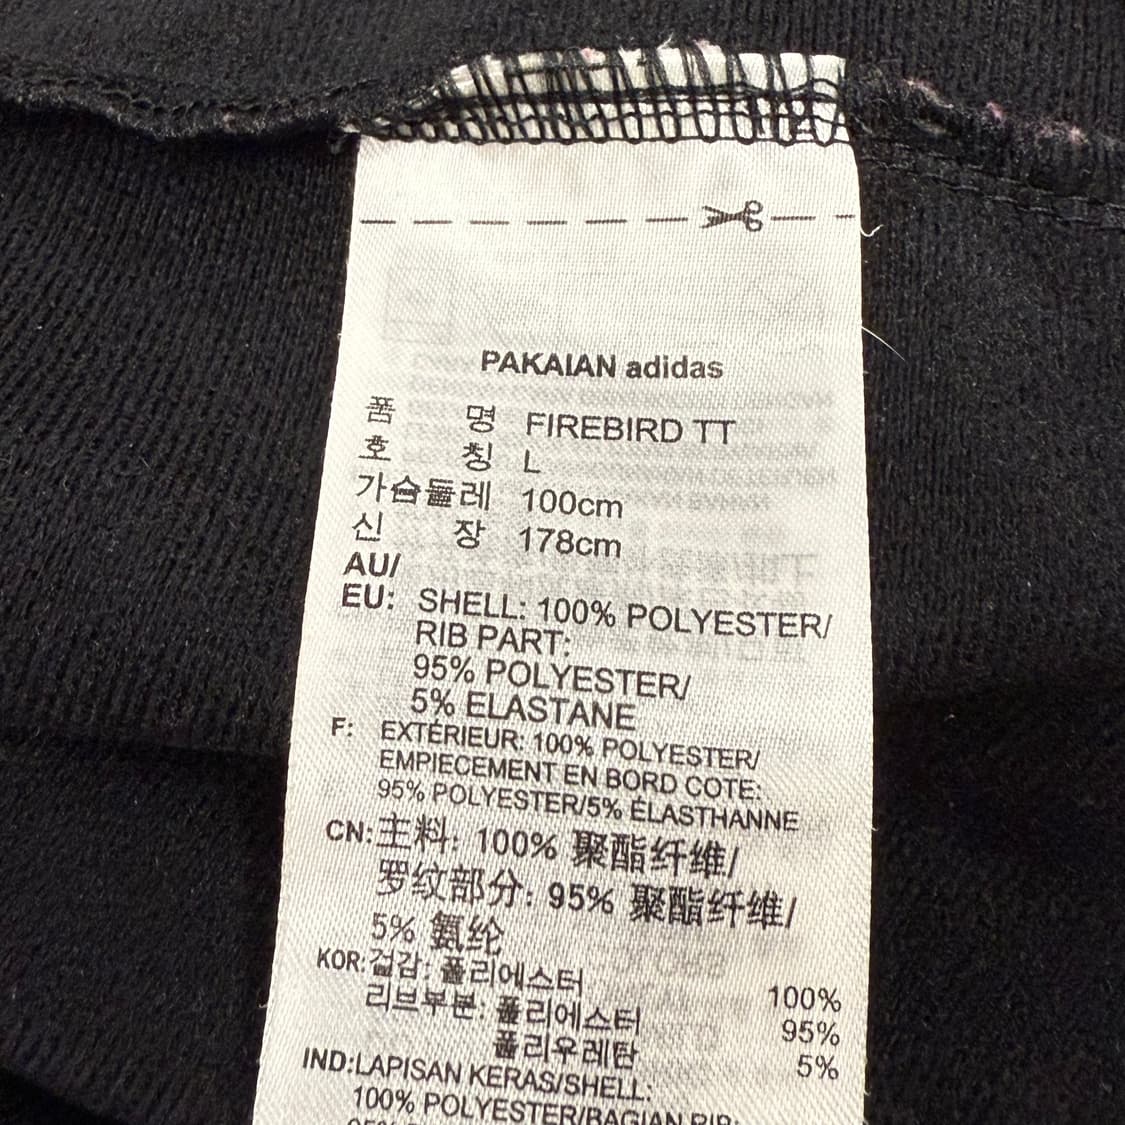 PAKAIAN adidas
품 명 FIREBIRD TT
호 칭 L
가슴둘레 100cm
신 장 178cm
AU/
EU: SHELL: 100% POLYESTER/
RIB PART:
95% POLYESTER/
5% ELASTANE
F: EXTÉRIEUR: 100% POLYESTER/
EMPIECEMENT EN BORD COTE:
95% POLYESTER/5% ÉLASTHANNE
CN: 主料: 100% 聚酯纤维/
罗纹部分: 95% 聚酯纤维/
5% 氨纶
KOR: 겉감: 폴리에스터 100%
리브부분: 폴리에스터 95%
폴리우레탄 5%
IND: LAPISAN KERAS/SHELL:
100% POLYESTER/BAGIAN RIB: